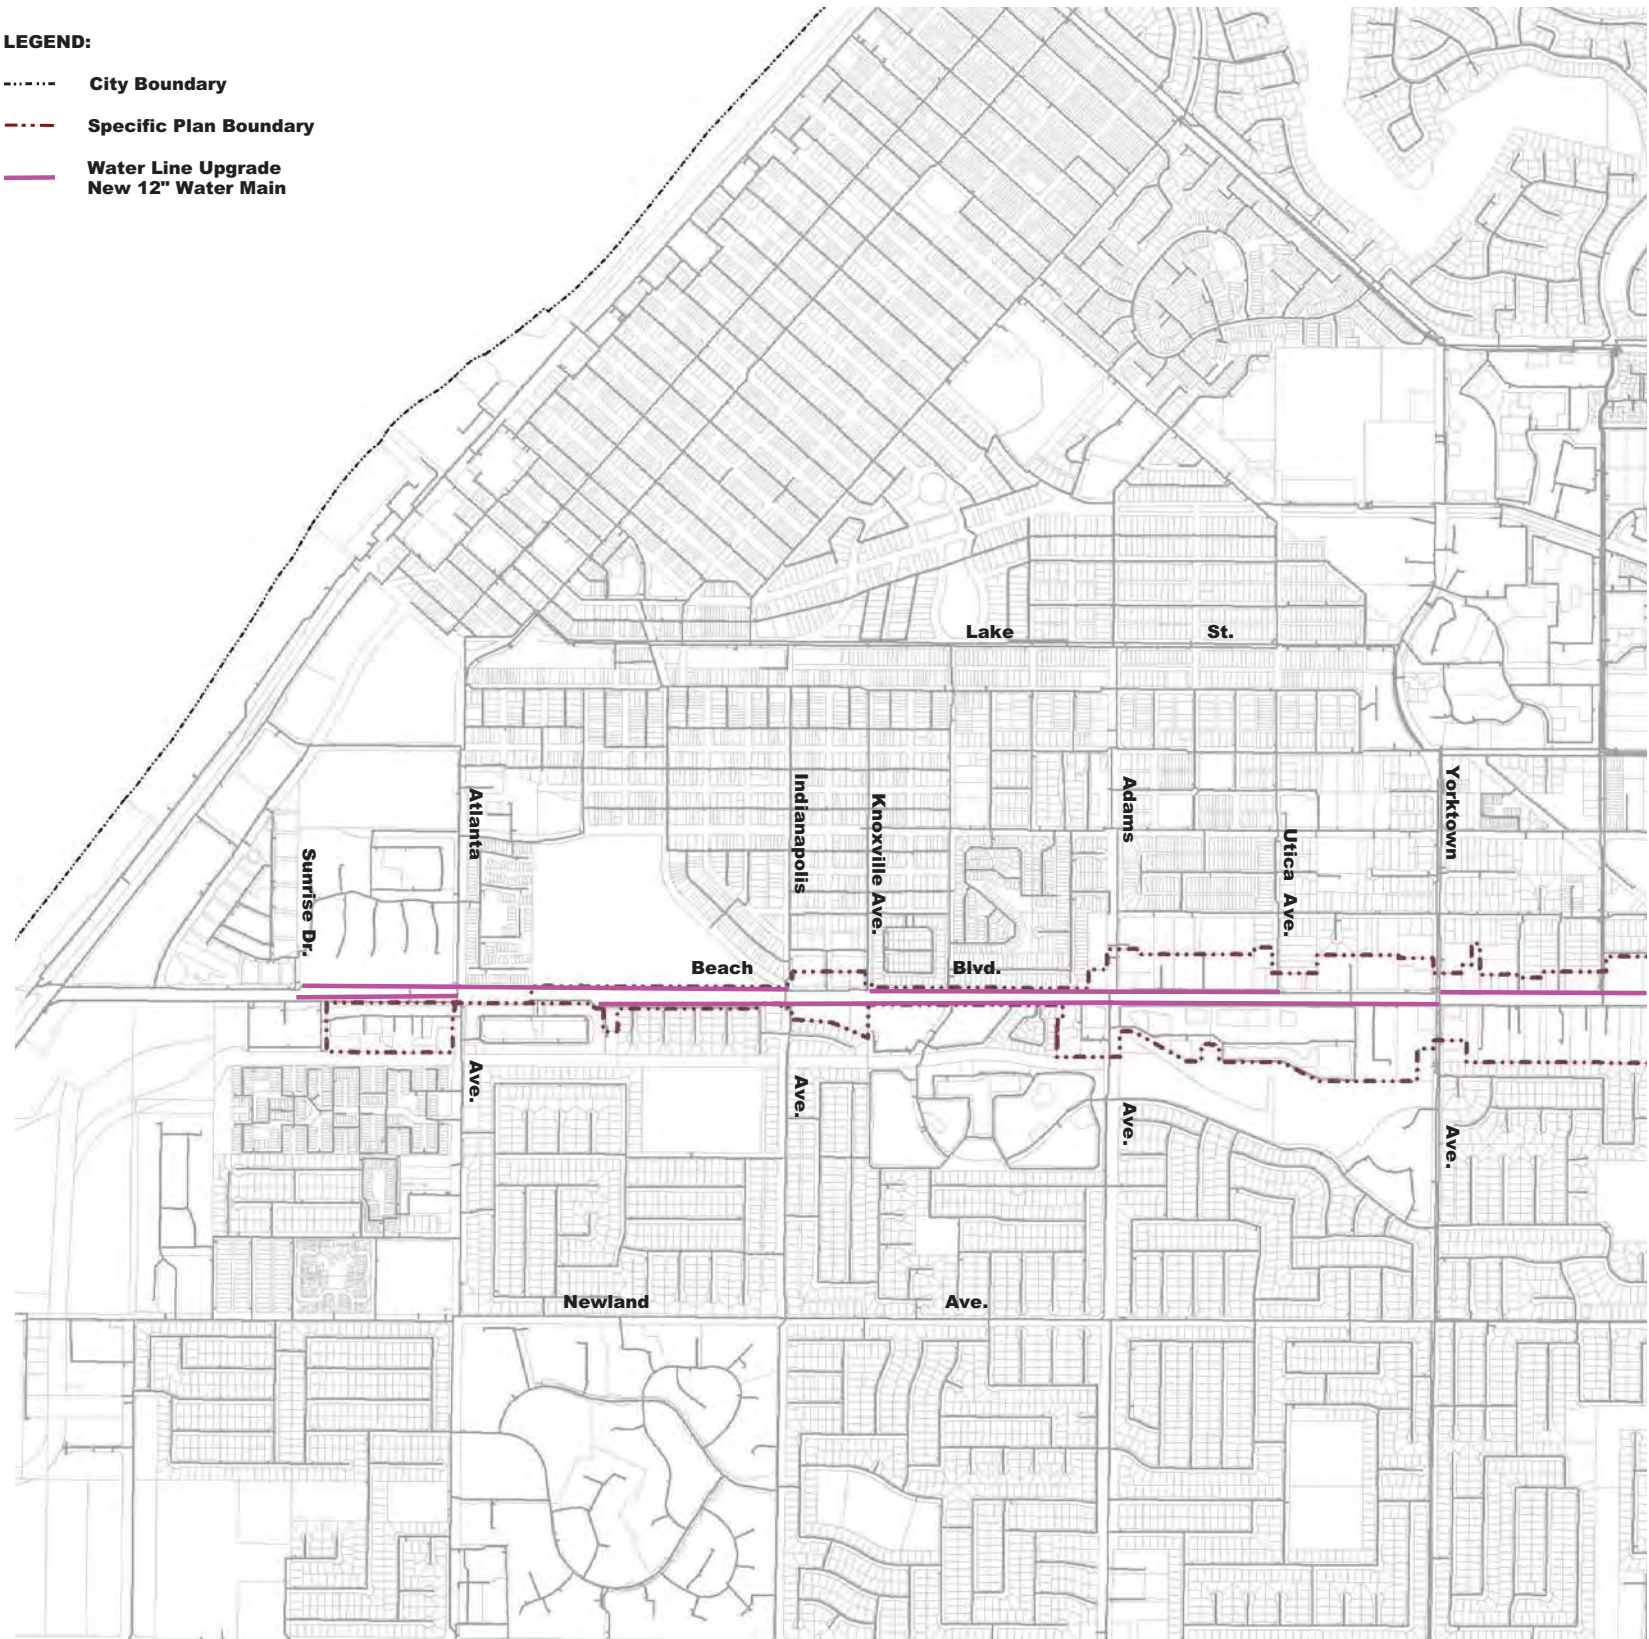 LEGEND:
City Boundary
Specific Plan Boundary
Water Line Upgrade
New 12" Water Main
Lake St.
Sunrise Dr.
Atlanta
Indianapolis
Knoxville Ave.
Adams
Utica Ave.
Yorktown
Beach Blvd.
Ave.
Ave.
Ave.
Ave.
Newland Ave.